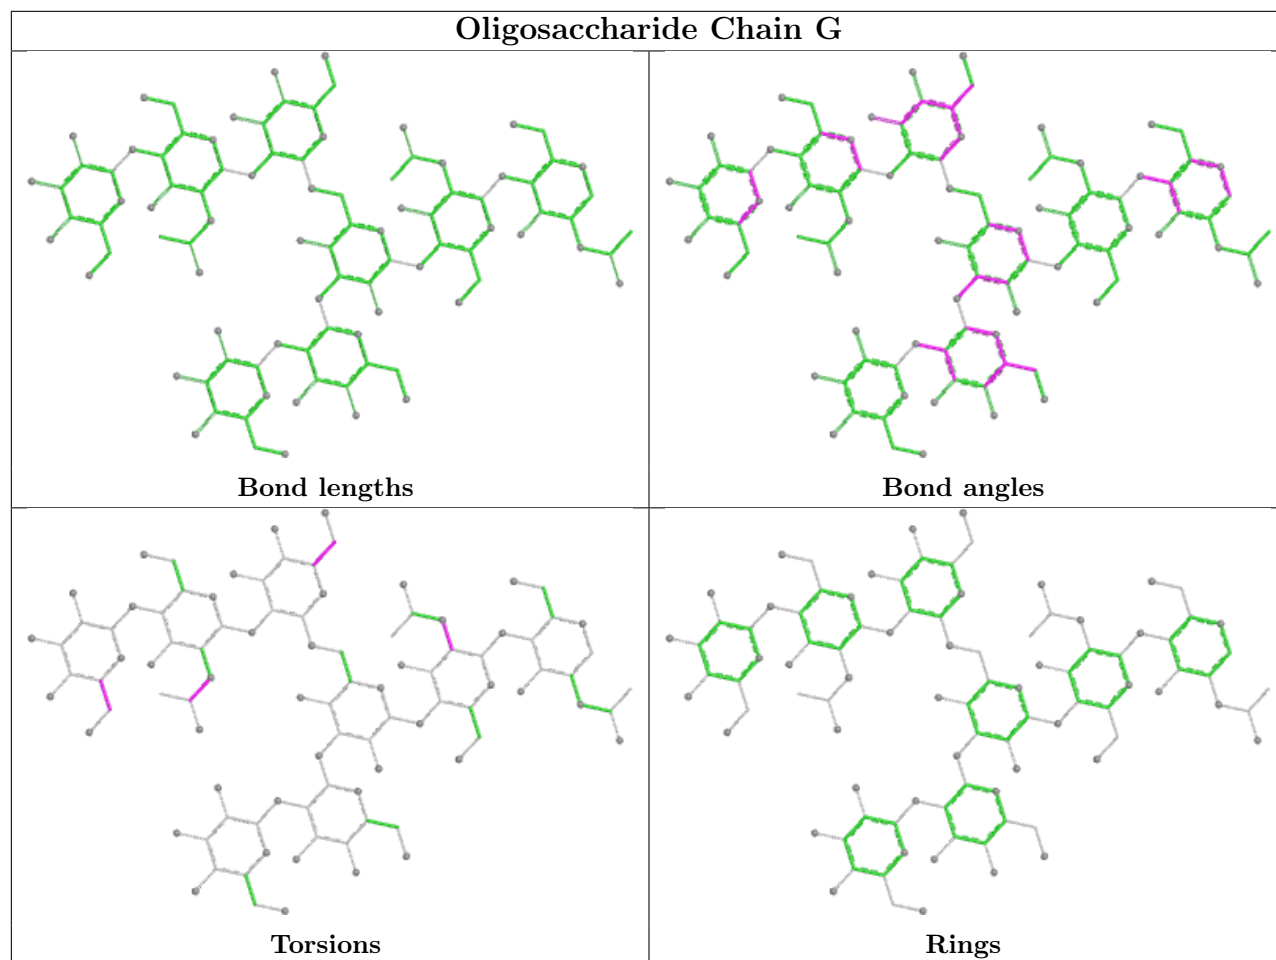 Oligosaccharide Chain G
Bond lengths
Bond angles
Torsions
Rings